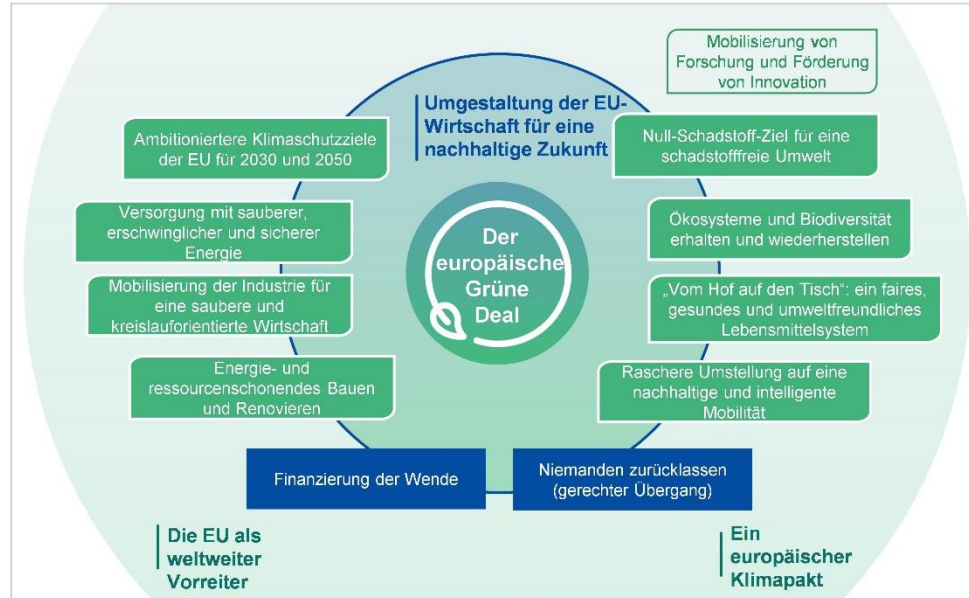 Mobilisierung von
Forschung und Förderung
von Innovation
Umgestaltung der EU-
Wirtschaft für eine
nachhaltige Zukunft
Ambitioniertere Klimaschutzziele
der EU für 2030 und 2050
Null-Schadstoff-Ziel für eine
schadstofffreie Umwelt
Versorgung mit sauberer,
erschwinglicher und sicherer
Energie
Ökosysteme und Biodiversität
erhalten und wiederherstellen
Der
europäische
Grüne
Deal
Mobilisierung der Industrie für
eine saubere und
kreislauforientierte Wirtschaft
„Vom Hof auf den Tisch“: ein faires,
gesundes und umweltfreundliches
Lebensmittelsystem
Energie- und
ressourcenschonendes Bauen
und Renovieren
Raschere Umstellung auf eine
nachhaltige und intelligente
Mobilität
Finanzierung der Wende
Niemanden zurücklassen
(gerechter Übergang)
Die EU als
weltweiter
Vorreiter
Ein
europäischer
Klimapakt